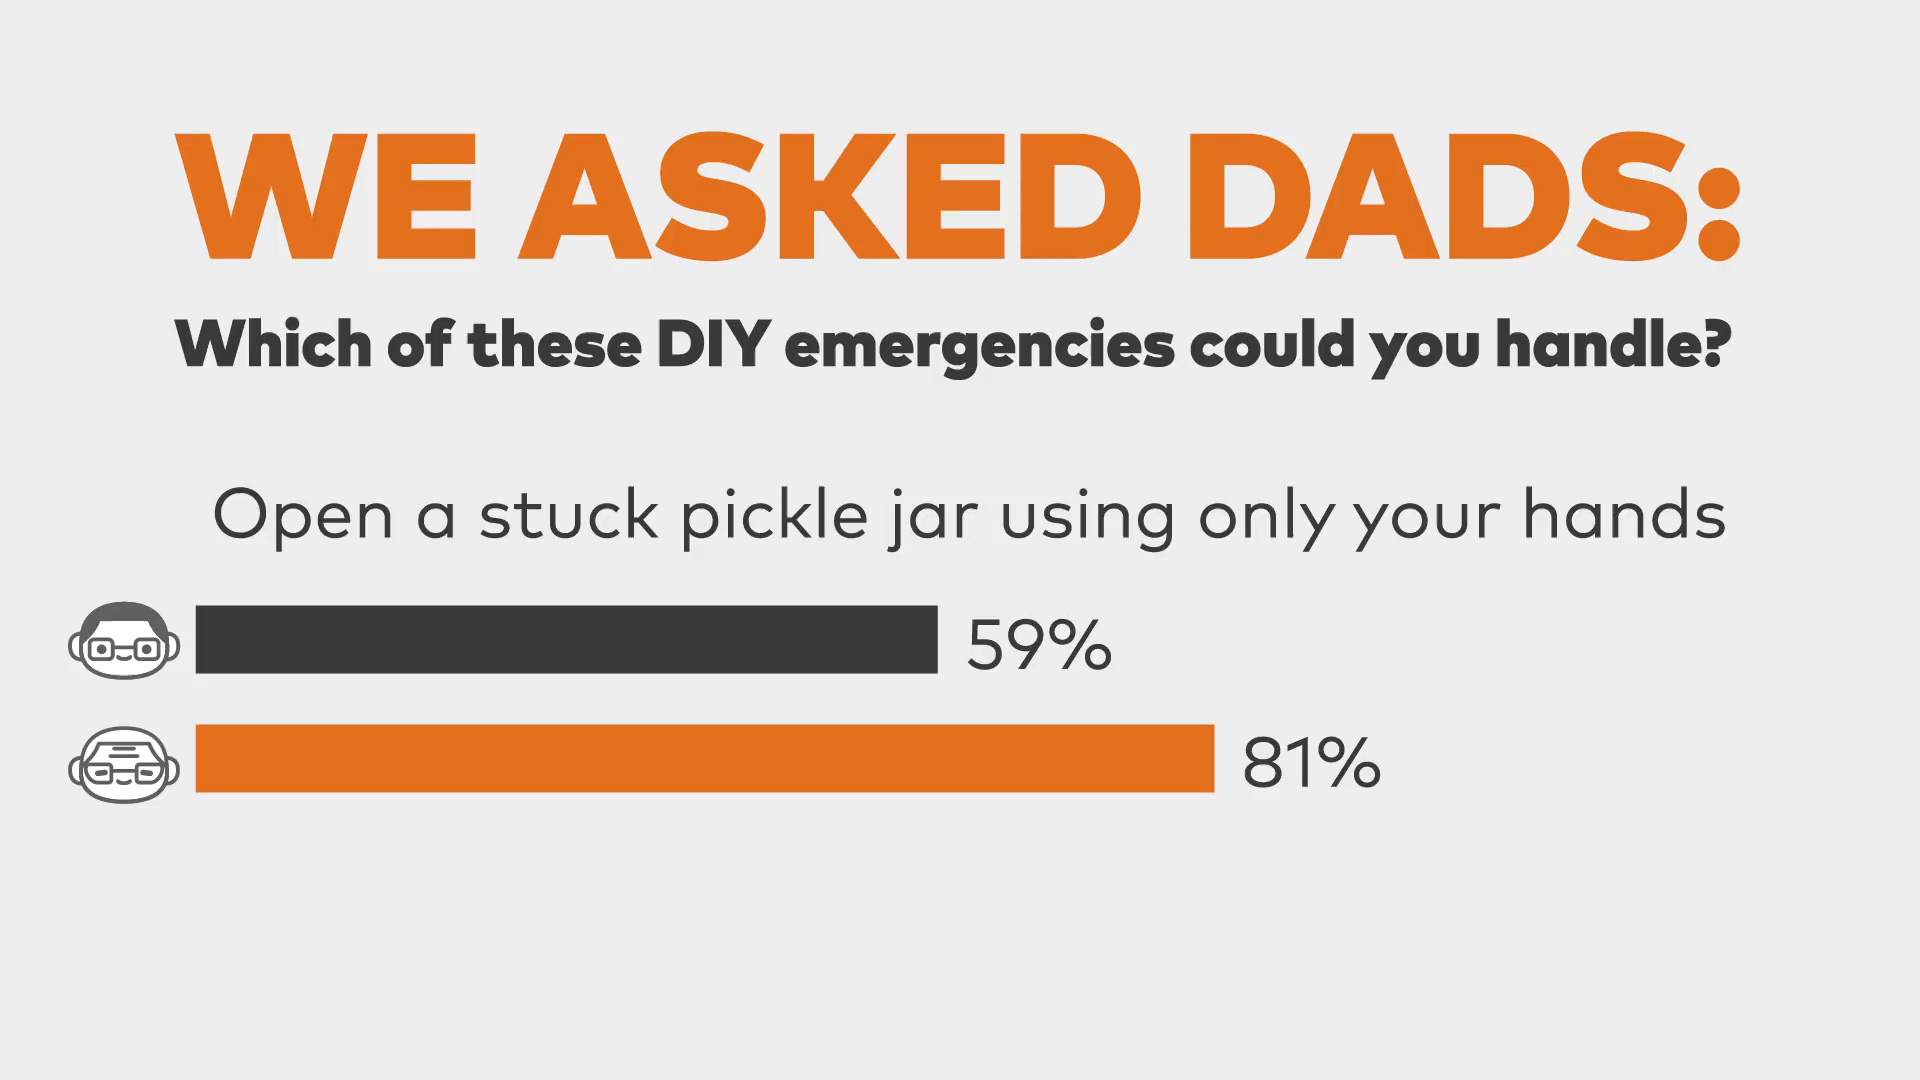 WE ASKED DADS:
Which of these DIY emergencies could you handle?
Open a stuck pickle jar using only your hands
59%
81%